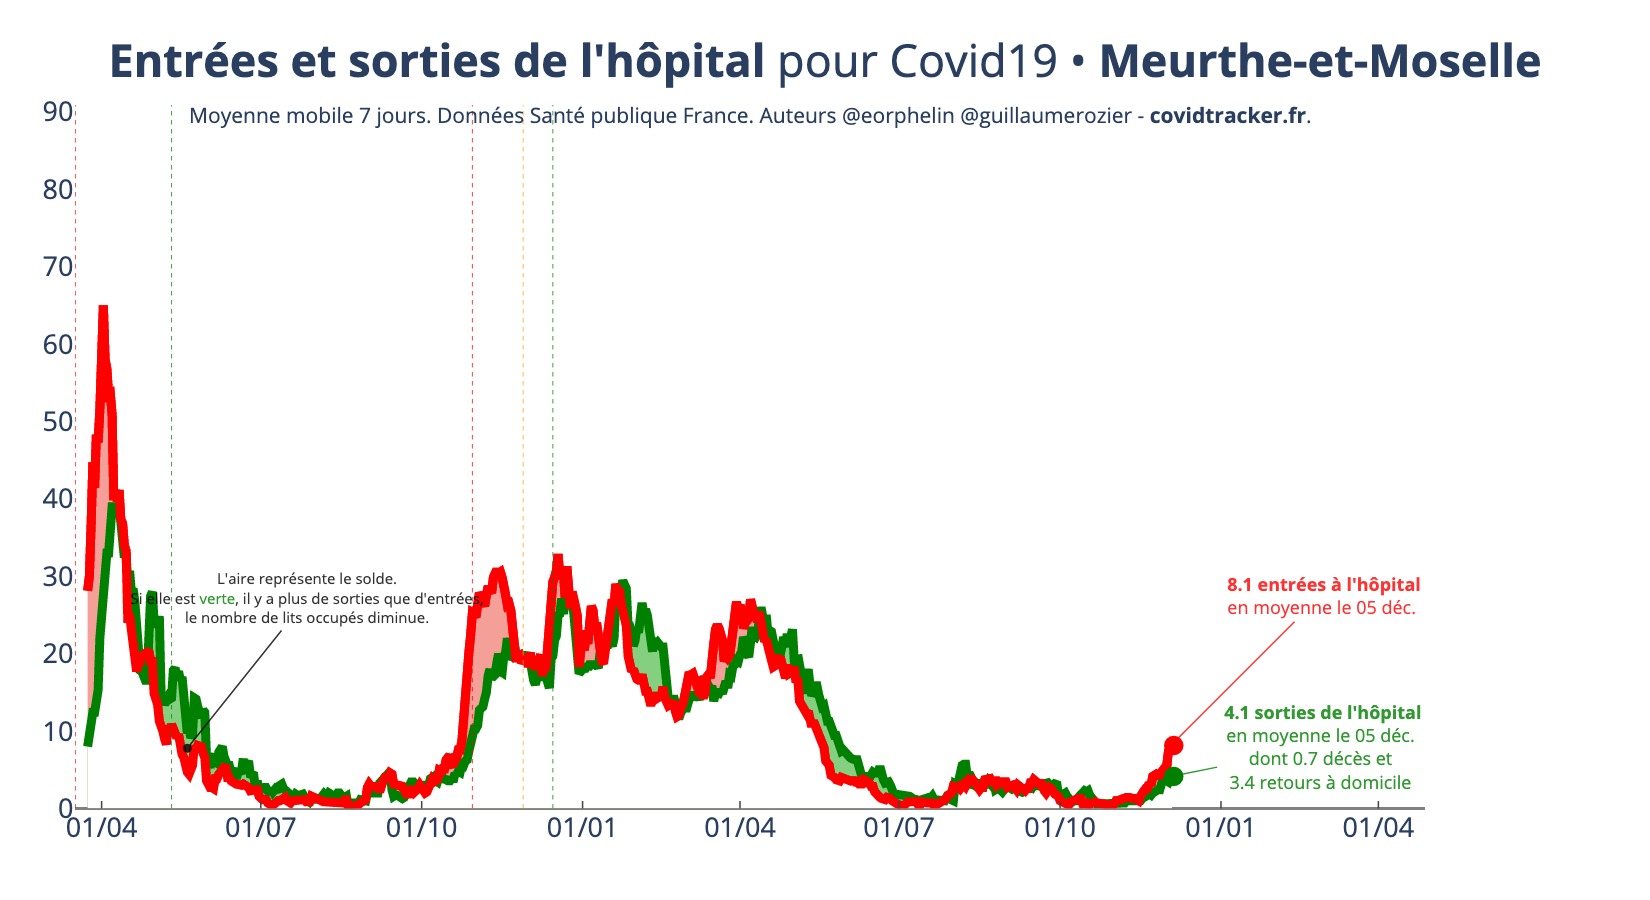 Entrées et sorties de l'hôpital pour Covid19 • Meurthe-et-Moselle
Moyenne mobile 7 jours. Données Santé publique France. Auteurs @eorphelin @guillaumerozier - covidtracker.fr.
90
80
70
60
50
40
30
20
10
0
L'aire représente le solde.
Si elle est verte, il y a plus de sorties que d'entrées,
le nombre de lits occupés diminue.
8.1 entrées à l'hôpital
en moyenne le 05 déc.
4.1 sorties de l'hôpital
en moyenne le 05 déc.
dont 0.7 décès et
3.4 retours à domicile
01/04 01/07 01/10 01/01 01/04 01/07 01/10 01/01 01/04